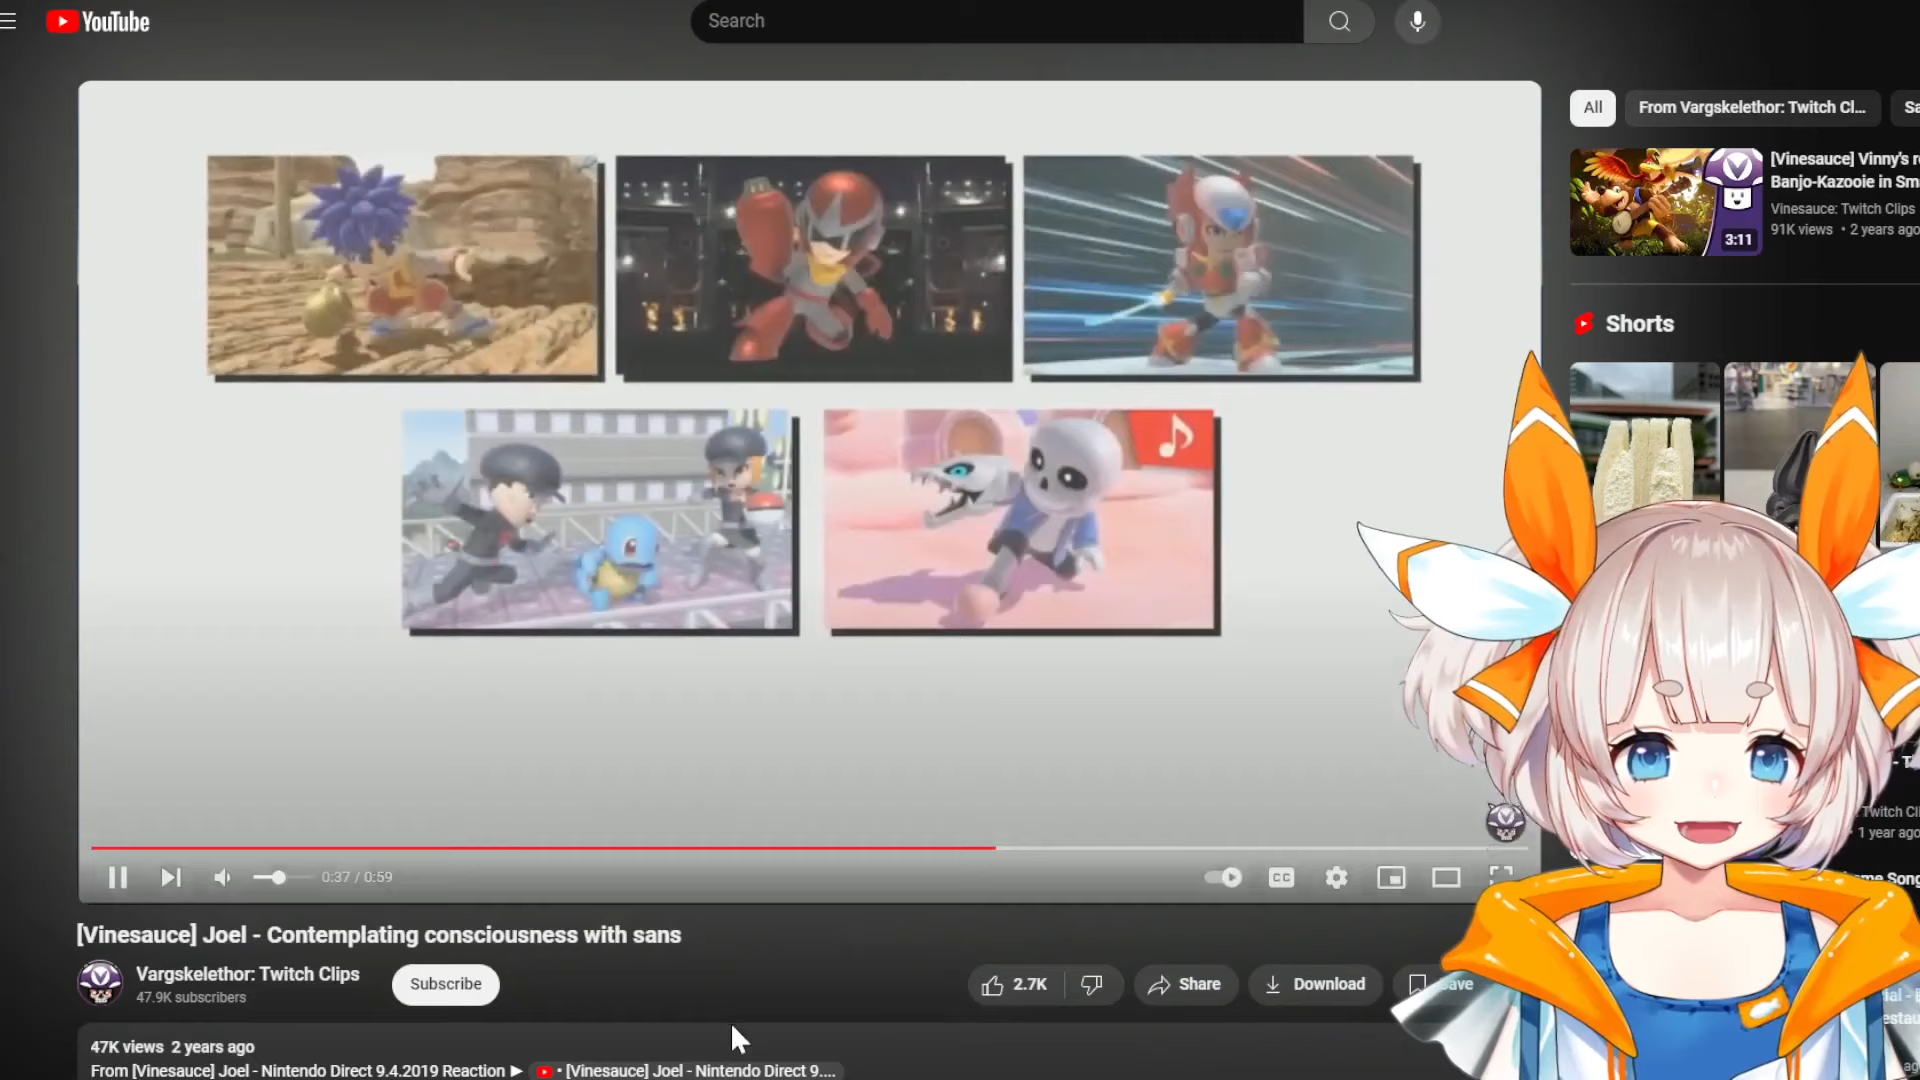 YouTube
Search
All
From Vargskelethor: Twitch Cl...
[Vinesauce] Vinny's
Banjo-Kazooie in
Vinesauce: Twitch Clips
91K views • 2 years ago
3:11
Shorts
0:37 / 0:59
CC
[Vinesauce] Joel - Contemplating consciousness with sans
Vargskelethor: Twitch Clips
47.9K subscribers
Subscribe
2.7K
Share
Download
47K views 2 years ago
From [Vinesauce] Joel - Nintendo Direct 9.4.2019 Reaction ▶ • [Vinesauce] Joel - Nintendo Direct 9....
Twitch
1 year ago